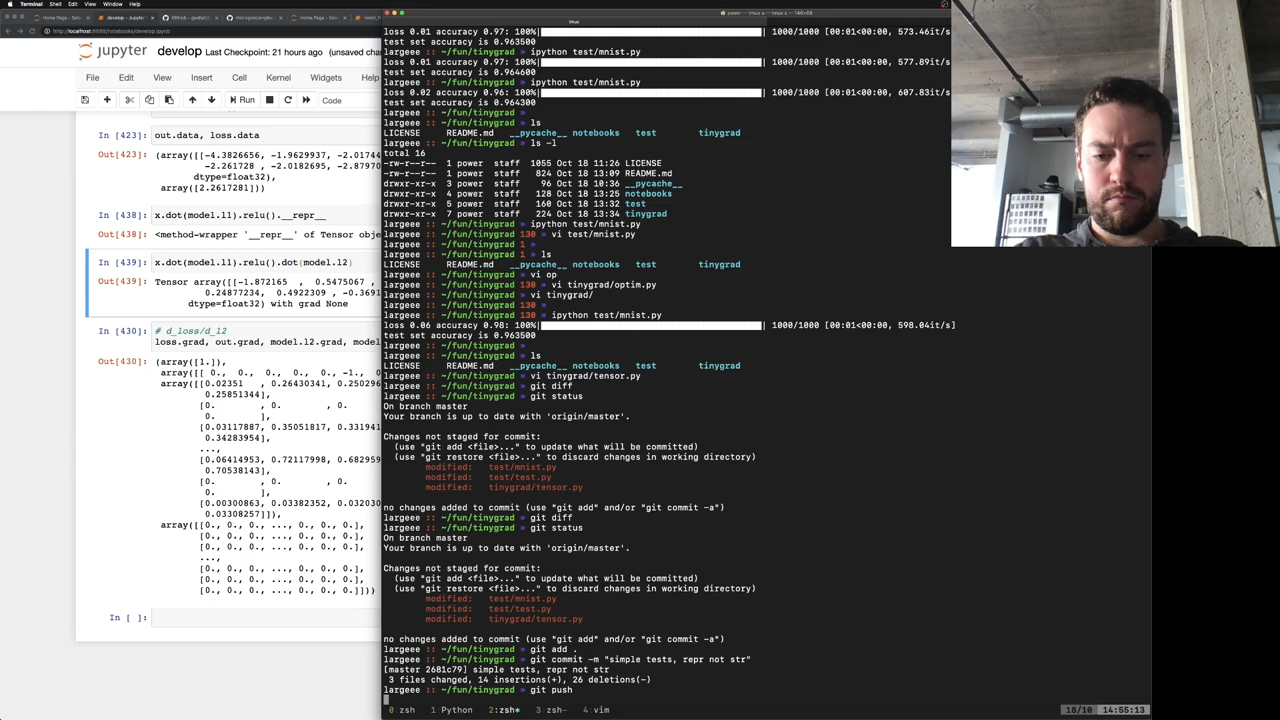 Terminal Shell Edit View Window Help
Home Page - Select
develop - Jupyter
GitHub - geohot/t
Home Page - Select
http://localhost:8888/notebooks/develop.ipynb
jupyter develop Last Checkpoint: 21 hours ago (unsaved chan
File Edit View Insert Cell Kernel Widgets
Run Code
In [423]: out.data, loss.data
Out[423]: (array([[-4.3826656, -1.9629937, -2.01744
-2.261728 , -2.0182695, -2.87970
dtype=float32),
array([2.2617281]))
In [438]: x.dot(model.l1).relu().__repr__
Out[438]: <method-wrapper '__repr__' of Tensor obje
In [439]: x.dot(model.l1).relu().dot(model.l2)
Out[439]: Tensor array([[-1.872165 , 0.5475067 ,
0.24877234, 0.4922309 , -0.3691
dtype=float32) with grad None
In [430]: # d_loss/d_l2
loss.grad, out.grad, model.l2.grad, model
Out[430]: (array([1.]),
array([[ 0., 0., 0., 0., -1.,
array([[0.02351 , 0.26430341, 0.250296
0.25851344],
[0. , 0. , 0.
0. ],
[0.03117887, 0.35051817, 0.331941
0.34283954],
...,
[0.06414953, 0.72117998, 0.682959
0.70538143],
[0. , 0. , 0.
0. ],
[0.00300863, 0.03382352, 0.032030
0.03308257]]),
array([[0., 0., 0., ..., 0., 0., 0.],
[0., 0., 0., ..., 0., 0., 0.],
[0., 0., 0., ..., 0., 0., 0.],
...,
[0., 0., 0., ..., 0., 0., 0.],
[0., 0., 0., ..., 0., 0., 0.],
[0., 0., 0., ..., 0., 0., 0.]]))
In [ ]:
tmux
loss 0.01 accuracy 0.97: 100%| | 1000/1000 [00:01<00:00, 573.46it/s
test set accuracy is 0.963500
largeee :: ~/fun/tinygrad » ipython test/mnist.py
loss 0.01 accuracy 0.97: 100%| | 1000/1000 [00:01<00:00, 577.89it/s
test set accuracy is 0.964600
largeee :: ~/fun/tinygrad » ipython test/mnist.py
loss 0.02 accuracy 0.96: 100%| | 1000/1000 [00:01<00:00, 607.83it/s
test set accuracy is 0.964300
largeee :: ~/fun/tinygrad »
largeee :: ~/fun/tinygrad » ls
LICENSE README.md __pycache__ notebooks test tinygrad
largeee :: ~/fun/tinygrad » ls -l
total 16
-rw-r--r-- 1 power staff 1055 Oct 18 11:26 LICENSE
-rw-r--r-- 1 power staff 824 Oct 18 13:09 README.md
drwxr-xr-x 3 power staff 96 Oct 18 10:36 __pycache__
drwxr-xr-x 4 power staff 128 Oct 18 13:25 notebooks
drwxr-xr-x 5 power staff 160 Oct 18 13:32 test
drwxr-xr-x 7 power staff 224 Oct 18 13:34 tinygrad
largeee :: ~/fun/tinygrad » ipython test/mnist.py
largeee :: ~/fun/tinygrad 130 » vi test/mnist.py
largeee :: ~/fun/tinygrad 1 »
largeee :: ~/fun/tinygrad 1 » ls
LICENSE README.md __pycache__ notebooks test tinygrad
largeee :: ~/fun/tinygrad » vi op
largeee :: ~/fun/tinygrad 130 » vi tinygrad/optim.py
largeee :: ~/fun/tinygrad » vi tinygrad/
largeee :: ~/fun/tinygrad 130 »
largeee :: ~/fun/tinygrad 130 » ipython test/mnist.py
loss 0.06 accuracy 0.98: 100%| | 1000/1000 [00:01<00:00, 598.04it/s]
test set accuracy is 0.963500
largeee :: ~/fun/tinygrad »
largeee :: ~/fun/tinygrad » ls
LICENSE README.md __pycache__ notebooks test tinygrad
largeee :: ~/fun/tinygrad » vi tinygrad/tensor.py
largeee :: ~/fun/tinygrad » git diff
largeee :: ~/fun/tinygrad » git status
On branch master
Your branch is up to date with 'origin/master'.
Changes not staged for commit:
(use "git add <file>..." to update what will be committed)
(use "git restore <file>..." to discard changes in working directory)
modified: test/mnist.py
modified: test/test.py
modified: tinygrad/tensor.py
no changes added to commit (use "git add" and/or "git commit -a")
largeee :: ~/fun/tinygrad » git diff
largeee :: ~/fun/tinygrad » git status
On branch master
Your branch is up to date with 'origin/master'.
Changes not staged for commit:
(use "git add <file>..." to update what will be committed)
(use "git restore <file>..." to discard changes in working directory)
modified: test/mnist.py
modified: test/test.py
modified: tinygrad/tensor.py
no changes added to commit (use "git add" and/or "git commit -a")
largeee :: ~/fun/tinygrad » git add .
largeee :: ~/fun/tinygrad » git commit -m "simple tests, repr not str"
[master 2681c79] simple tests, repr not str
3 files changed, 14 insertions(+), 26 deletions(-)
largeee :: ~/fun/tinygrad » git push
0:zsh 1:Python 2:zsh* 3:zsh- 4:vim 18/10 14:55:13